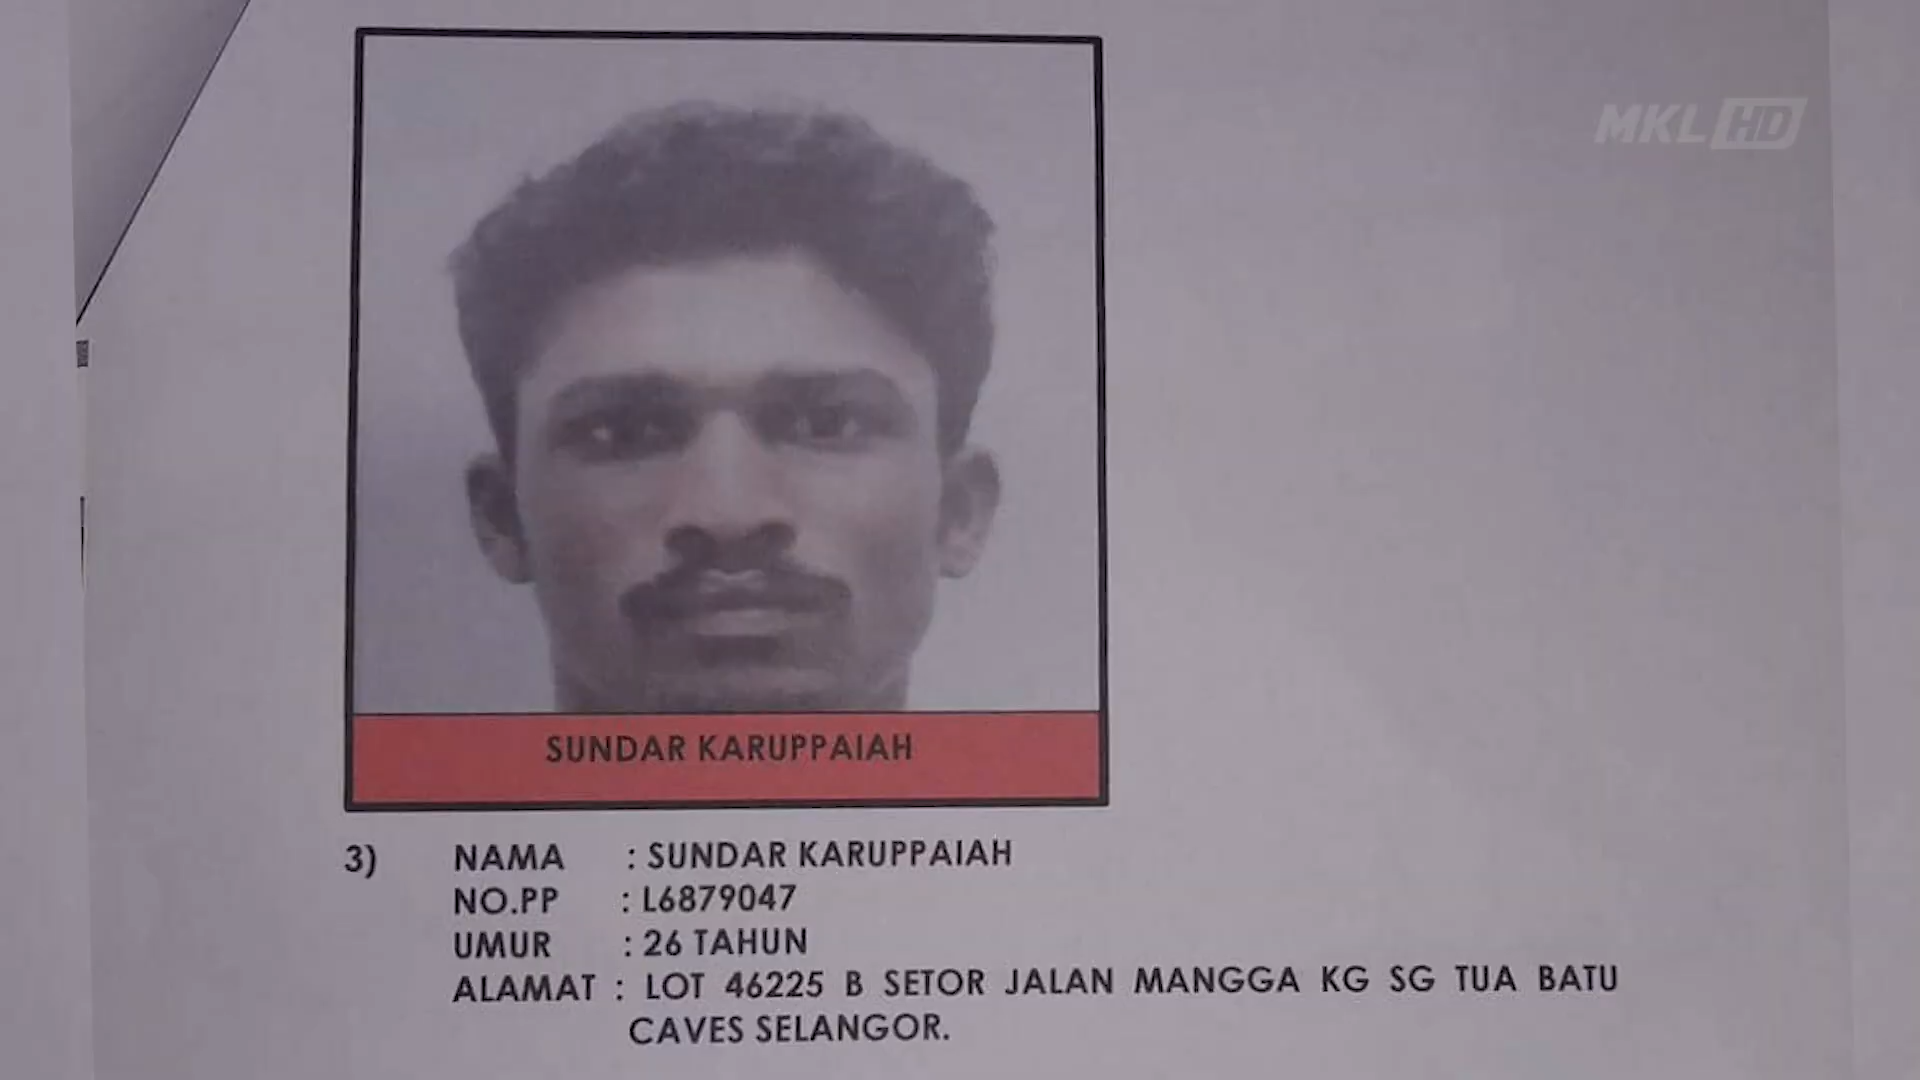 MKL HD
SUNDAR KARUPPAIAH
3) NAMA : SUNDAR KARUPPAIAH
NO.PP : L6879047
UMUR : 26 TAHUN
ALAMAT : LOT 46225 B SETOR JALAN MANGGA KG SG TUA BATU
CAVES SELANGOR.